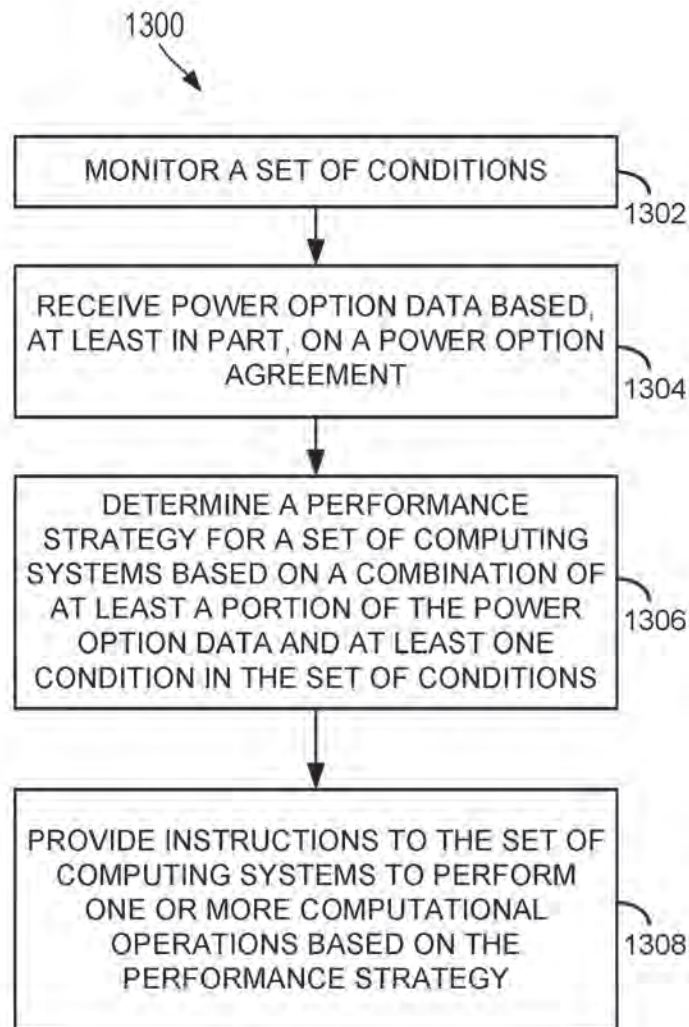 1300
MONITOR A SET OF CONDITIONS
1302
RECEIVE POWER OPTION DATA BASED,
AT LEAST IN PART, ON A POWER OPTION
AGREEMENT
1304
DETERMINE A PERFORMANCE
STRATEGY FOR A SET OF COMPUTING
SYSTEMS BASED ON A COMBINATION OF
AT LEAST A PORTION OF THE POWER
OPTION DATA AND AT LEAST ONE
CONDITION IN THE SET OF CONDITIONS
1306
PROVIDE INSTRUCTIONS TO THE SET OF
COMPUTING SYSTEMS TO PERFORM
ONE OR MORE COMPUTATIONAL
OPERATIONS BASED ON THE
PERFORMANCE STRATEGY
1308